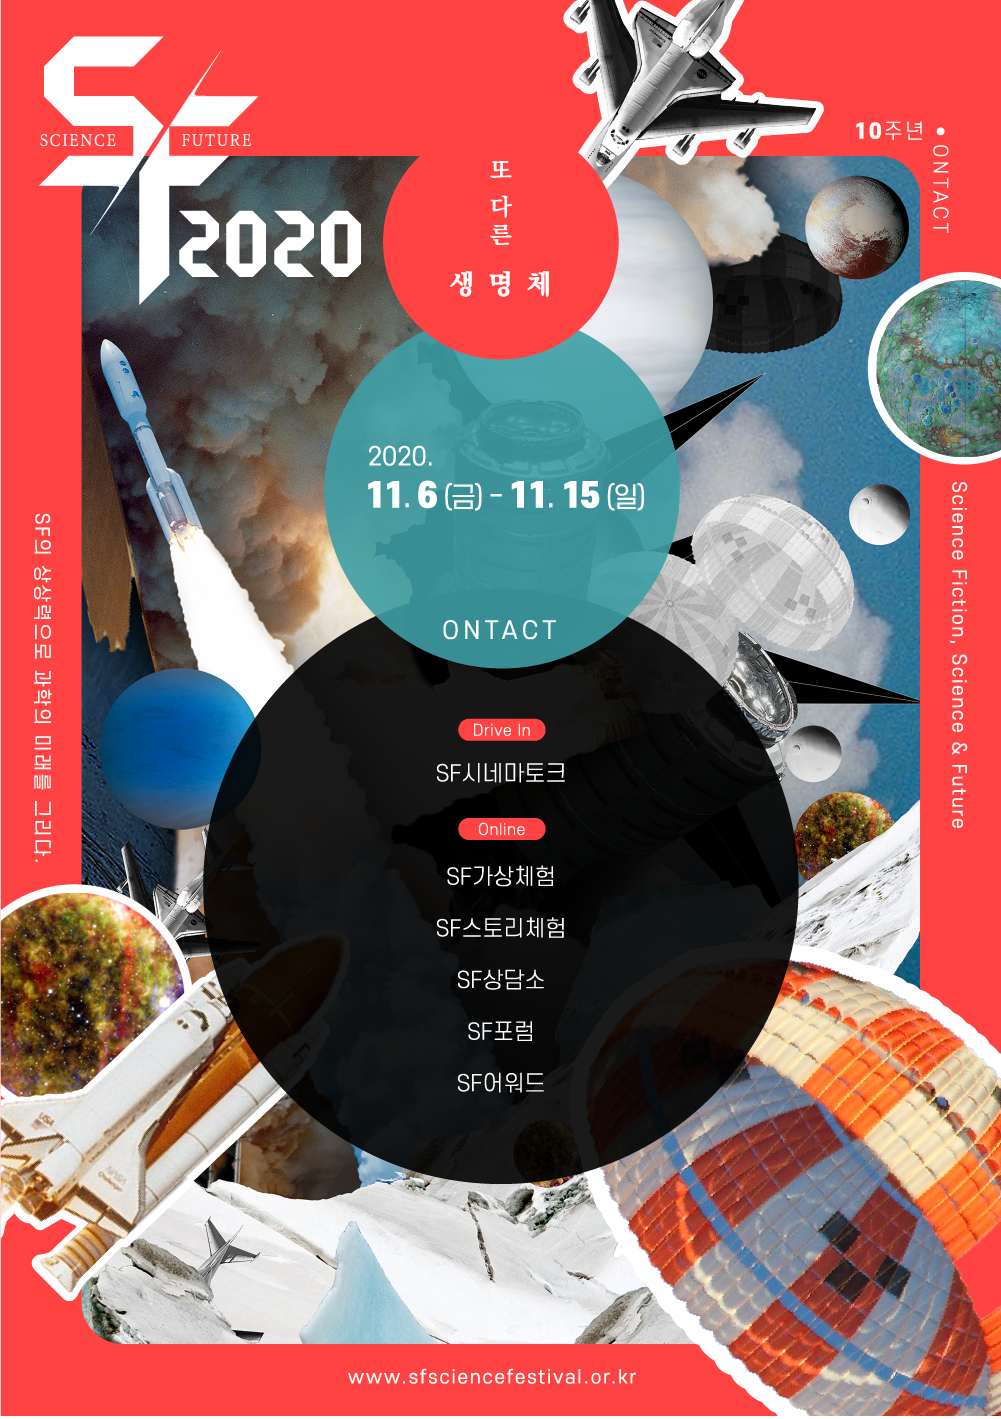 SF
SCIENCE FUTURE
2020
10주년
ONTACT
또
다
른
생명체
2020.
11. 6 (금) - 11. 15 (일)
ONTACT
Drive In
SF시네마토크
Online
SF가상체험
SF스토리체험
SF상담소
SF포럼
SF어워드
SF의 상상력으로 과학의 미래를 그리다.
Science Fiction, Science & Future
USA
www.sfsciencefestival.or.kr